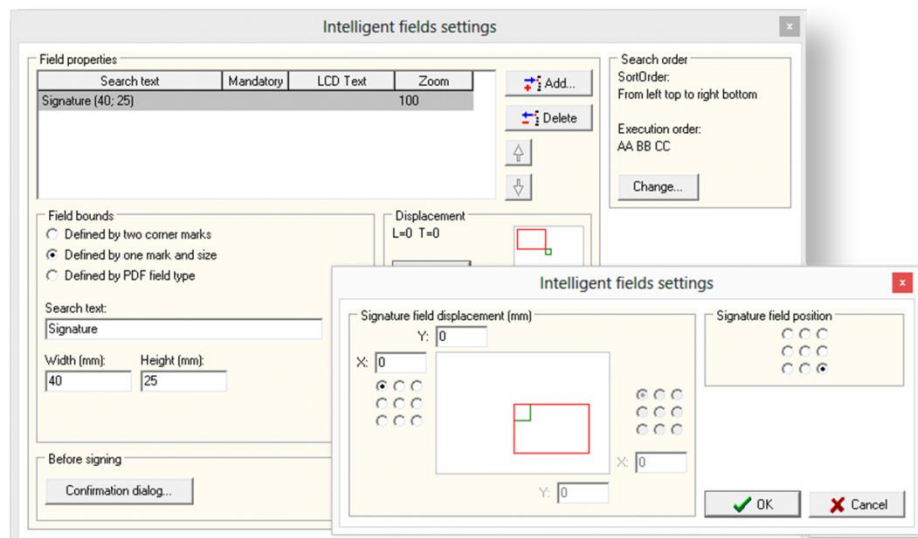 Intelligent fields settings
x
Field properties
Search text Mandatory LCD Text Zoom
Signature (40; 25) 100
Add...
Delete
Search order
SortOrder:
From left top to right bottom
Execution order:
AA BB CC
Change...
Field bounds
Defined by two corner marks
Defined by one mark and size
Defined by PDF field type
Search text:
Signature
Width (mm): Height (mm):
40 25
Displacement
L=0 T=0
Before signing
Confirmation dialog...
Intelligent fields settings
x
Signature field displacement (mm)
Y: 0
X: 0
X: 0
Y: 0
Signature field position
OK
Cancel